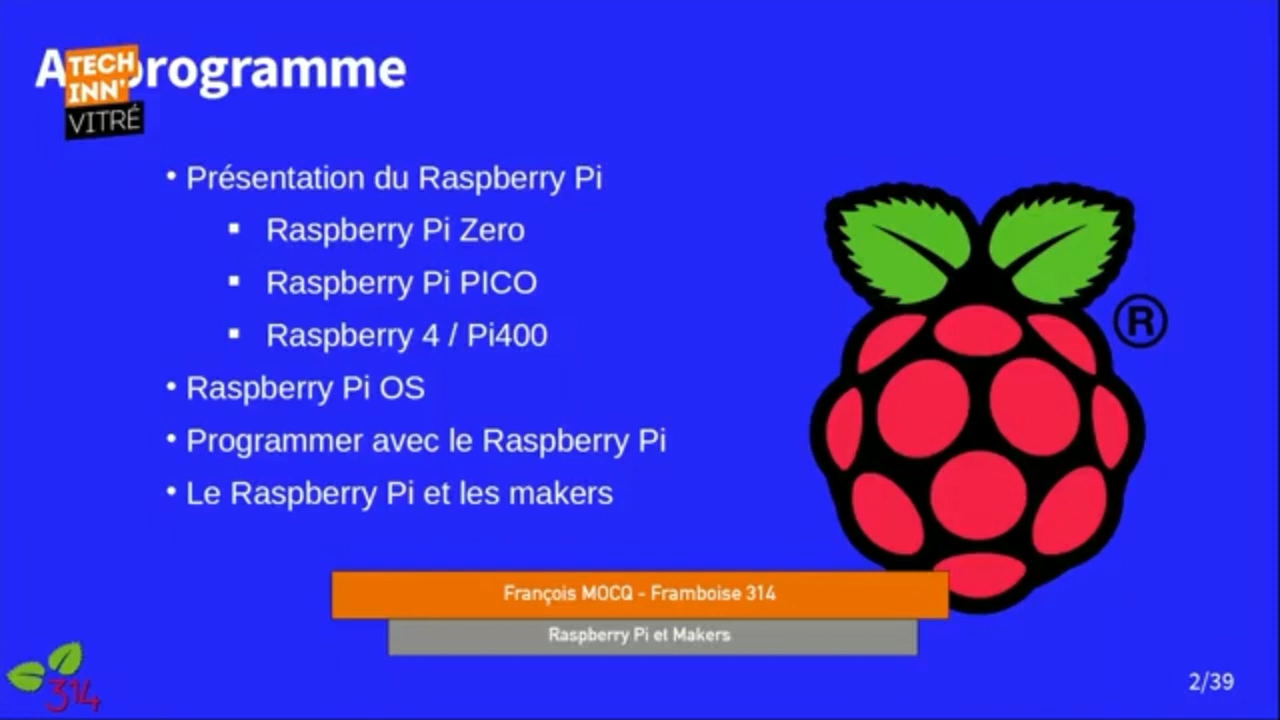 A programme
TECH
INN'
VITRÉ
• Présentation du Raspberry Pi
▪ Raspberry Pi Zero
▪ Raspberry Pi PICO
▪ Raspberry 4 / Pi400
• Raspberry Pi OS
• Programmer avec le Raspberry Pi
• Le Raspberry Pi et les makers
®
François MOCQ - Framboise 314
Raspberry Pi et Makers
314
2/39